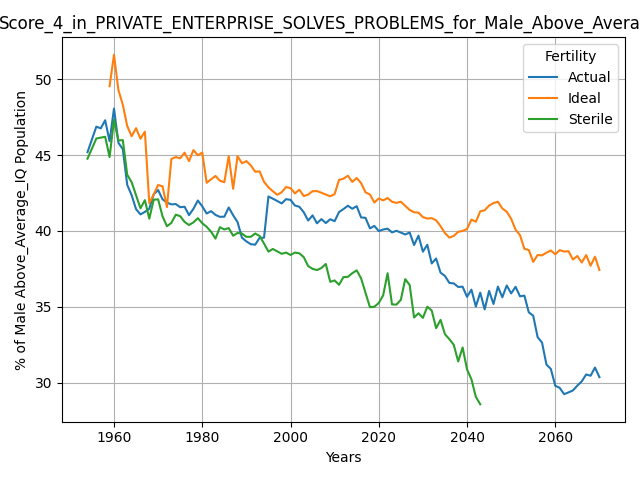 Score_4_in_PRIVATE_ENTERPRISE_SOLVES_PROBLEMS_for_Male_Above_Avera
% of Male Above_Average_IQ Population
50
45
40
35
30
Fertility
Actual
Ideal
Sterile
1960 1980 2000 2020 2040 2060
Years